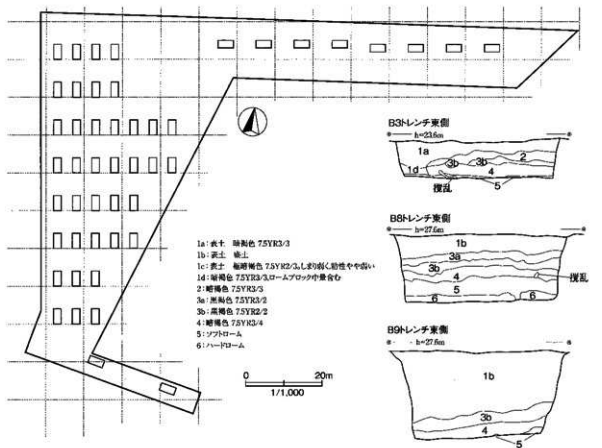 B3トレンチ東側
h=23.6m
1a
2
3b
3b
4
1d
5
撹乱
B8トレンチ東側
h=27.6m
1b
3a
3b
4
5
6
6
撹乱
B9トレンチ東側
h=27.6m
1b
3b
4
5
1a:表土 暗褐色 7.5YR3/3
1b:表土 盛土
1c:表土 極暗褐色 7.5YR2/3。しまり弱く、粘性やや弱い
1d:暗褐色 7.5YR3/3。ロームブロック中量含む
2:暗褐色 7.5YR3/3
3a:黒褐色 7.5YR3/2
3b:黒褐色 7.5YR2/2
4:暗褐色 7.5YR3/4
5:ソフトローム
6:ハードローム
0 20m
1/1,000